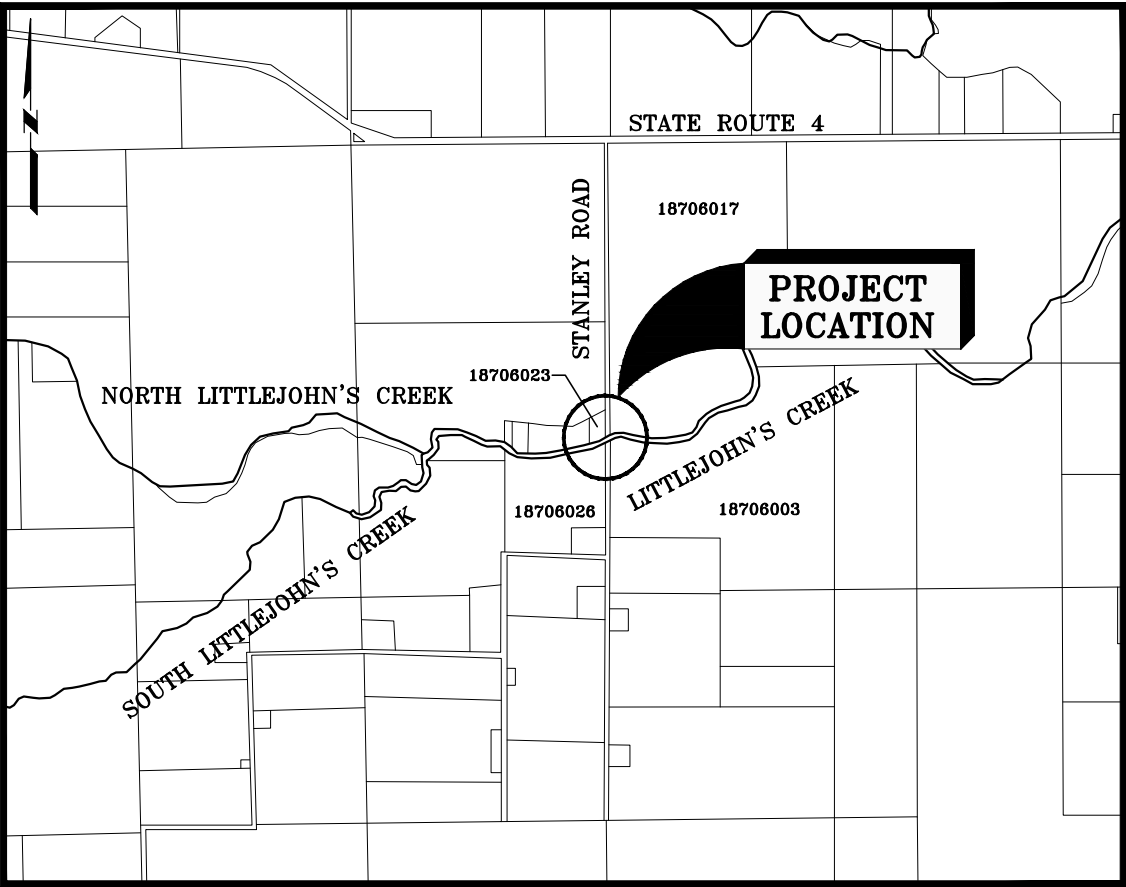 STATE ROUTE 4
N
STANLEY ROAD
18706017
PROJECT
LOCATION
18706023
NORTH LITTLEJOHN'S CREEK
LITTLEJOHN'S CREEK
18706026
18706003
SOUTH LITTLEJOHN'S CREEK